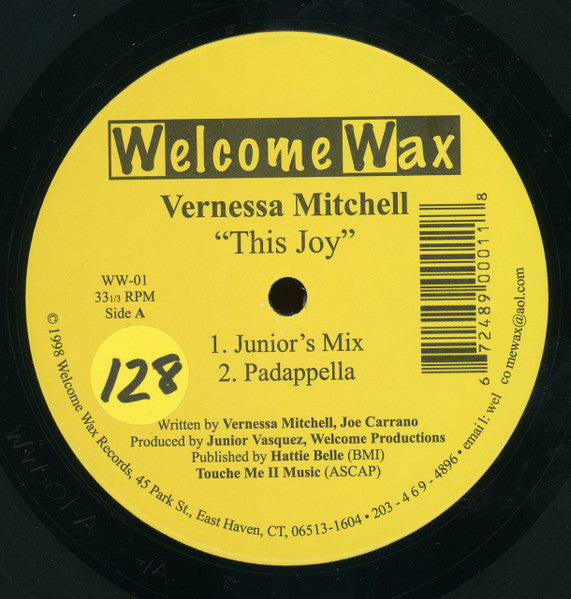 Welcome Wax
Vernessa Mitchell
“This Joy”
WW-01
33 1/3 RPM
Side A
1. Junior’s Mix
2. Padappella
128
6 72489 00011 8
Written by Vernessa Mitchell, Joe Carrano
Produced by Junior Vasquez, Welcome Productions
Published by Hattie Belle (BMI)
Touche Me II Music (ASCAP)
© 1998 Welcome Wax Records, 45 Park St., East Haven, CT, 06513-1604 • 203 - 4 6 9 - 4896 • email: wel co mewax@aol.com